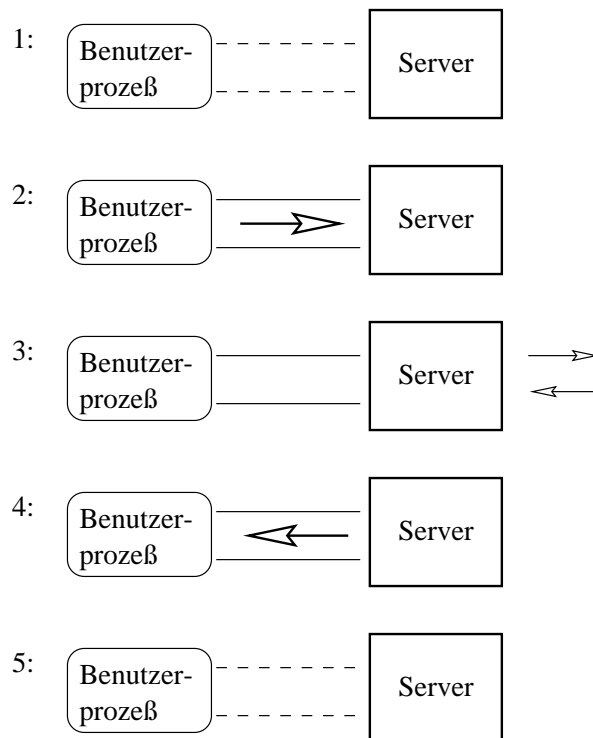 1:
Benutzer-
prozeß
Server
2:
Benutzer-
prozeß
Server
3:
Benutzer-
prozeß
Server
4:
Benutzer-
prozeß
Server
5:
Benutzer-
prozeß
Server